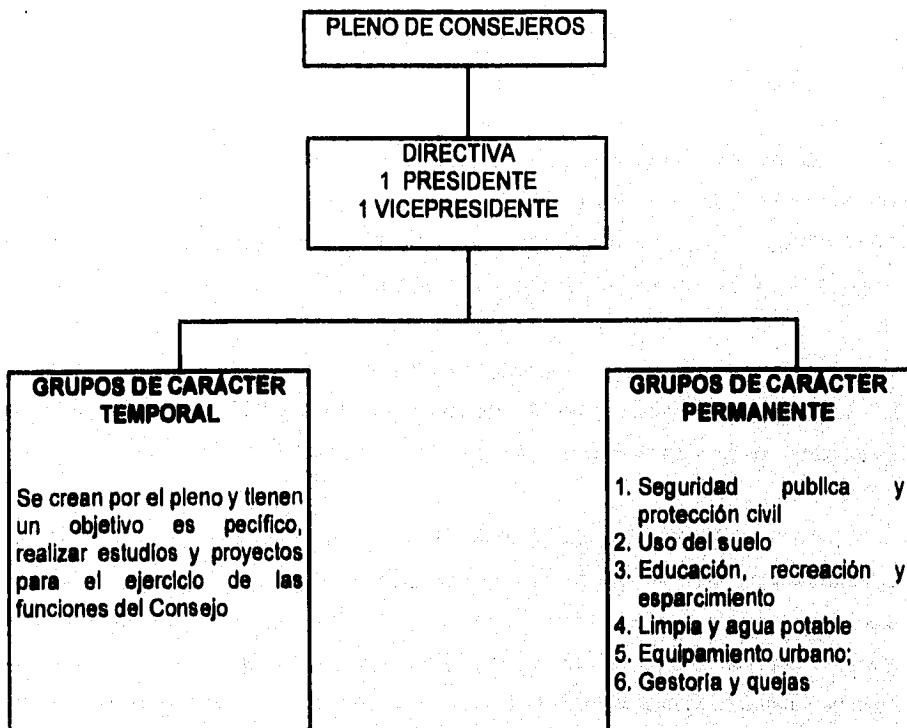 PLENO DE CONSEJEROS
DIRECTIVA
1 PRESIDENTE
1 VICEPRESIDENTE
GRUPOS DE CARÁCTER
TEMPORAL
Se crean por el pleno y tienen
un objetivo es pecífico,
realizar estudios y proyectos
para el ejercicio de las
funciones del Consejo
GRUPOS DE CARÁCTER
PERMANENTE
1. Seguridad publica y
protección civil
2. Uso del suelo
3. Educación, recreación y
esparcimiento
4. Limpia y agua potable
5. Equipamiento urbano;
6. Gestoría y quejas